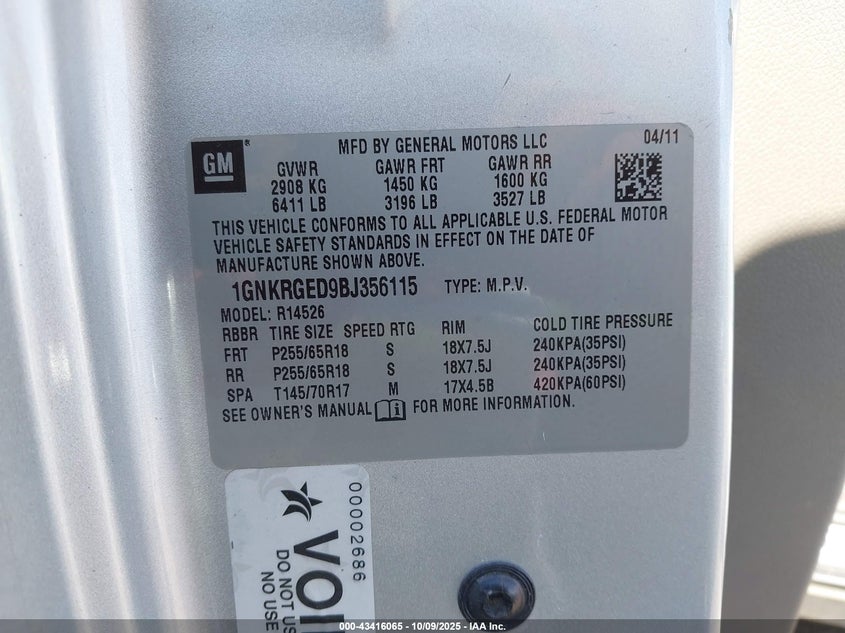 GM
®
MFD BY GENERAL MOTORS LLC 04/11
GVWR GAWR FRT GAWR RR
2908 KG 1450 KG 1600 KG
6411 LB 3196 LB 3527 LB
THIS VEHICLE CONFORMS TO ALL APPLICABLE U.S. FEDERAL MOTOR
VEHICLE SAFETY STANDARDS IN EFFECT ON THE DATE OF
MANUFACTURE SHOWN ABOVE.
1GNKRGED9BJ356115 TYPE: M.P.V.
MODEL: R14526
RBBR TIRE SIZE SPEED RTG RIM COLD TIRE PRESSURE
FRT P255/65R18 S 18X7.5J 240KPA(35PSI)
RR P255/65R18 S 18X7.5J 240KPA(35PSI)
SPA T145/70R17 M 17X4.5B 420KPA(60PSI)
SEE OWNER'S MANUAL i FOR MORE INFORMATION.
00002686
VOI
DO NOT US
NO USE
000-43416065 - 10/09/2025 - IAA Inc.